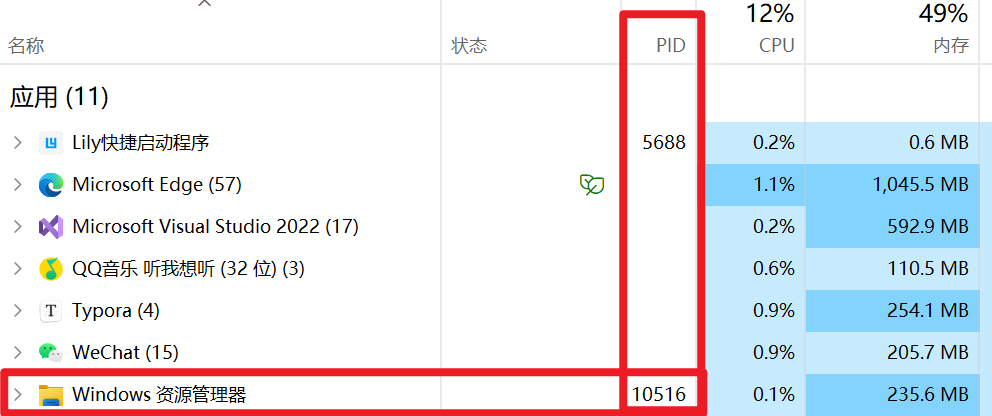 12% 49%
名称 状态 PID CPU 内存
应用 (11)
Lily快捷启动程序 5688 0.2% 0.6 MB
Microsoft Edge (57) 1.1% 1,045.5 MB
Microsoft Visual Studio 2022 (17) 0.2% 592.9 MB
QQ音乐 听我想听 (32 位) (3) 0.6% 110.5 MB
Typora (4) 0.9% 254.1 MB
WeChat (15) 0.9% 205.7 MB
Windows 资源管理器 10516 0.1% 235.6 MB